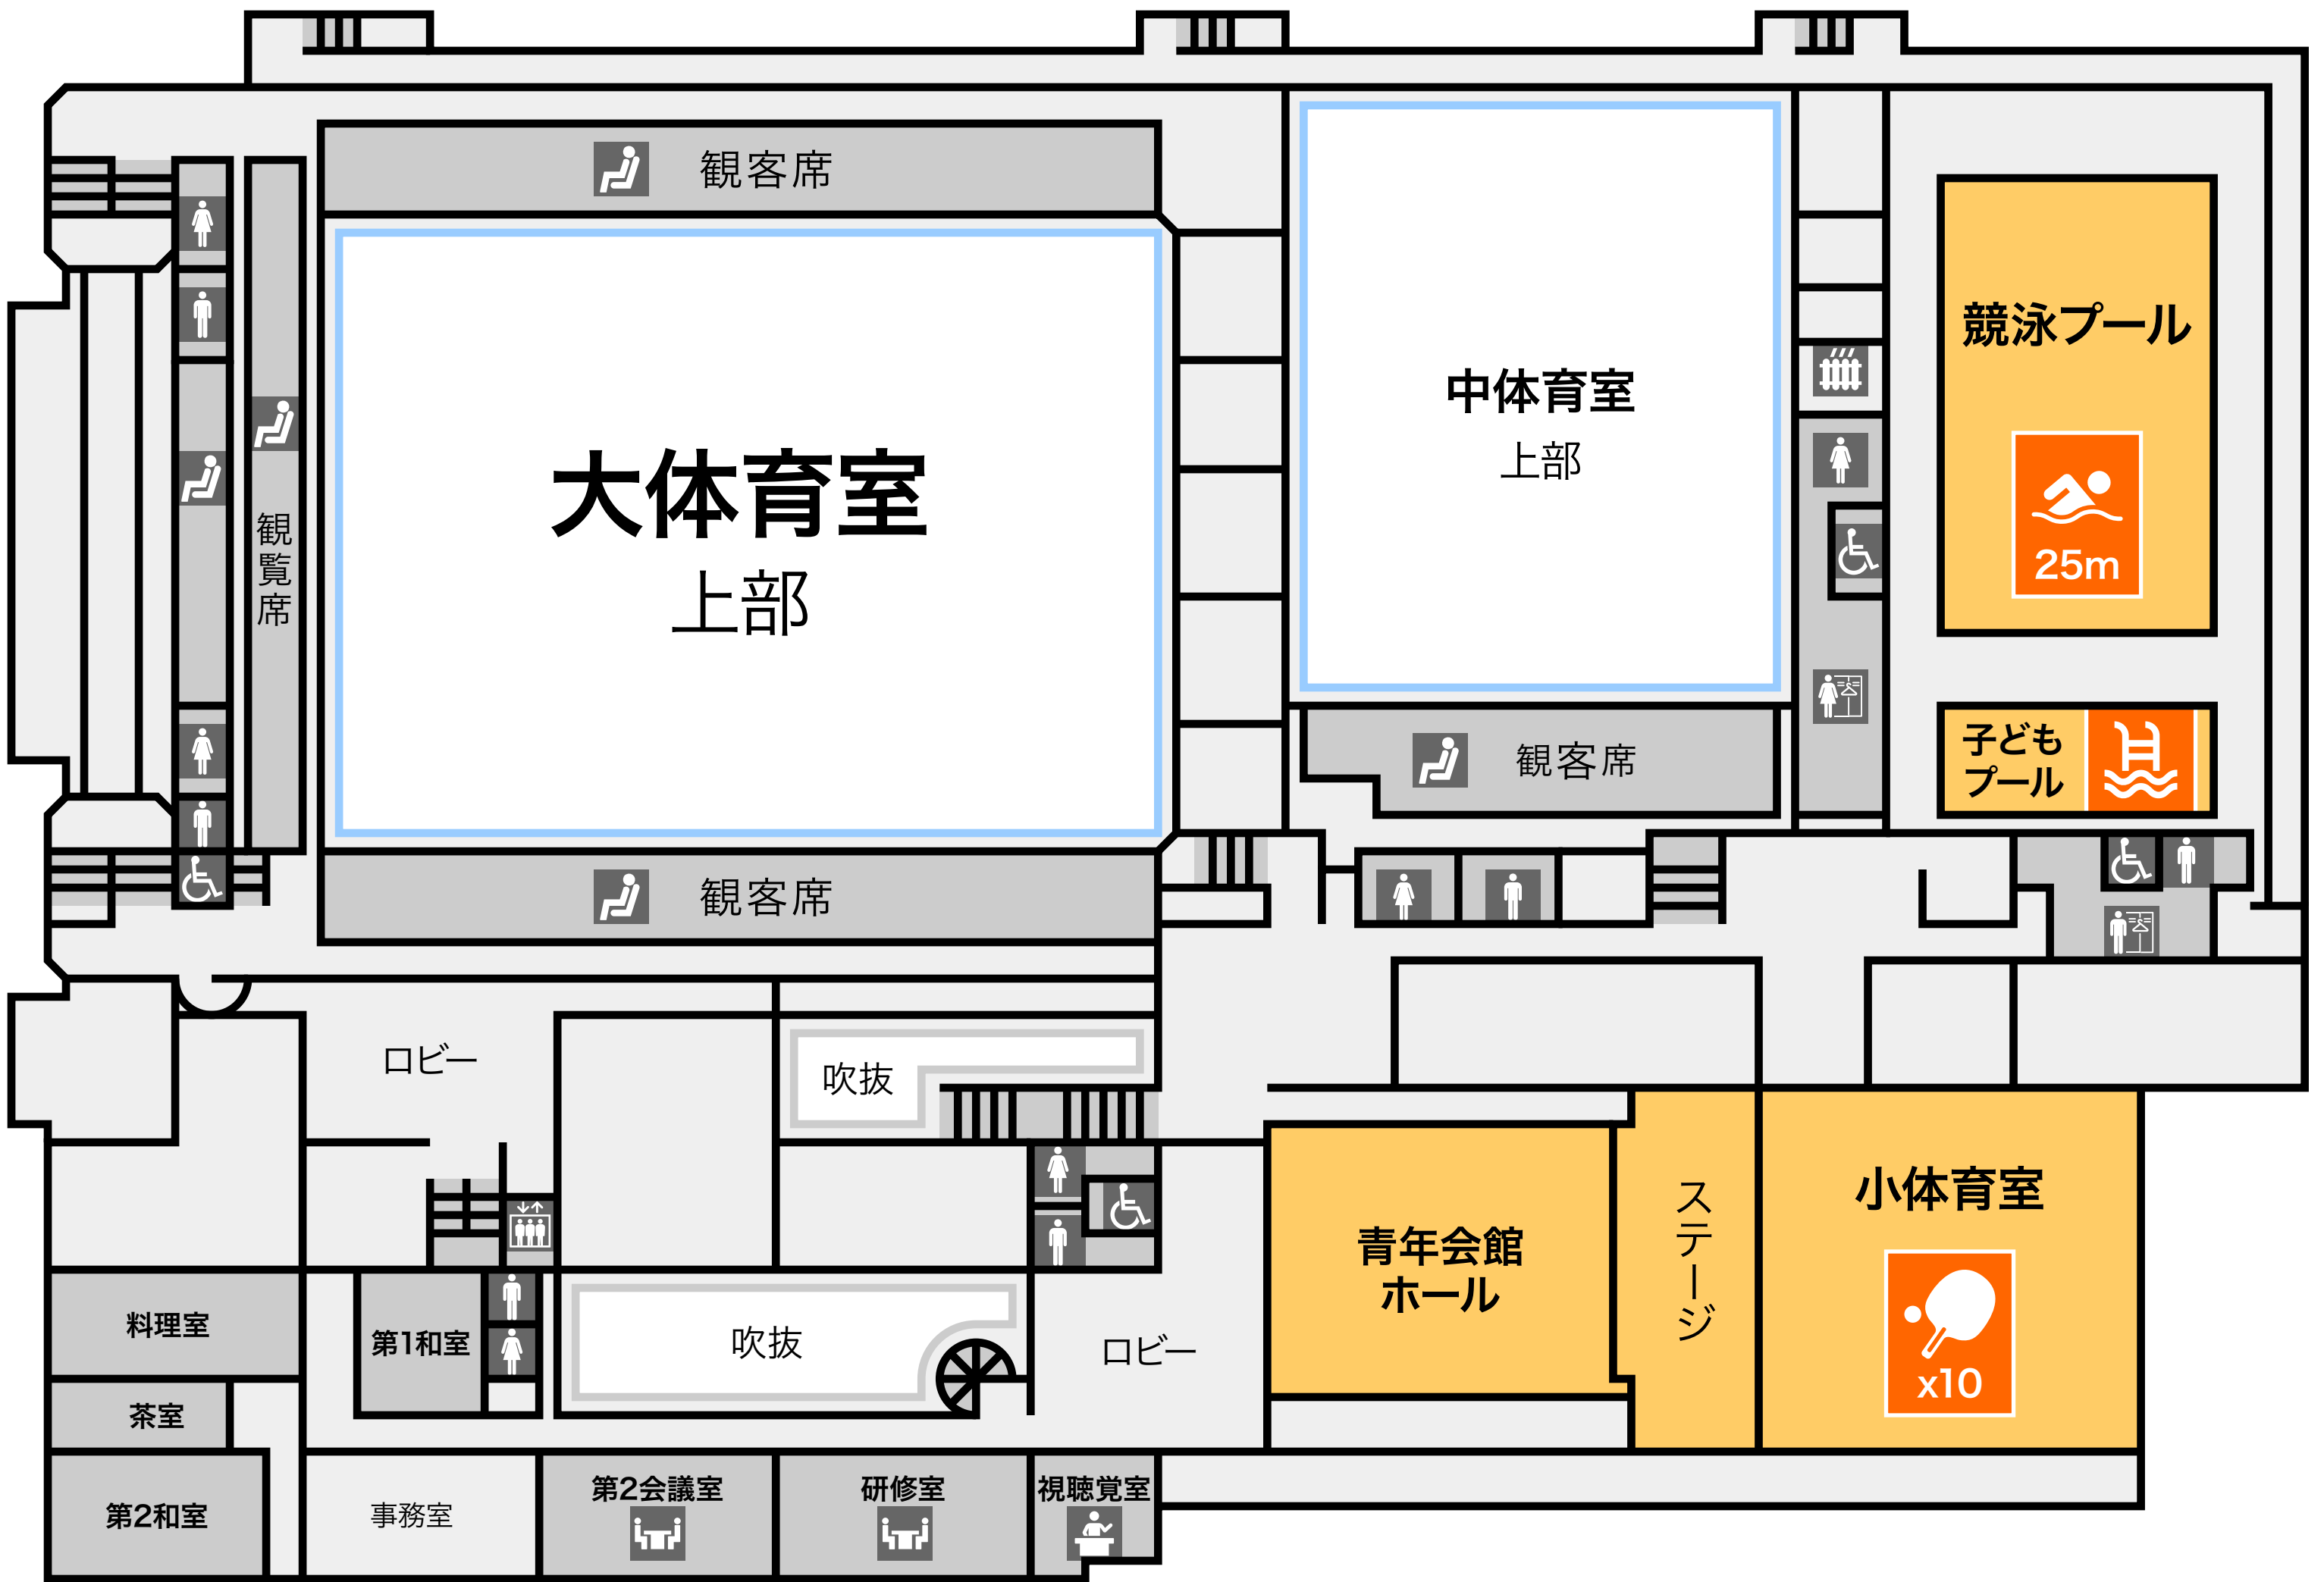 観客席
観覧席
大体育室
上部
中体育室
上部
競泳プール
25m
子ども
プール
観客席
観客席
ロビー
吹抜
青年会館
ホール
ステージ
小体育室
x10
料理室
第1和室
吹抜
ロビー
茶室
第2和室
事務室
第2会議室
研修室
視聴覚室